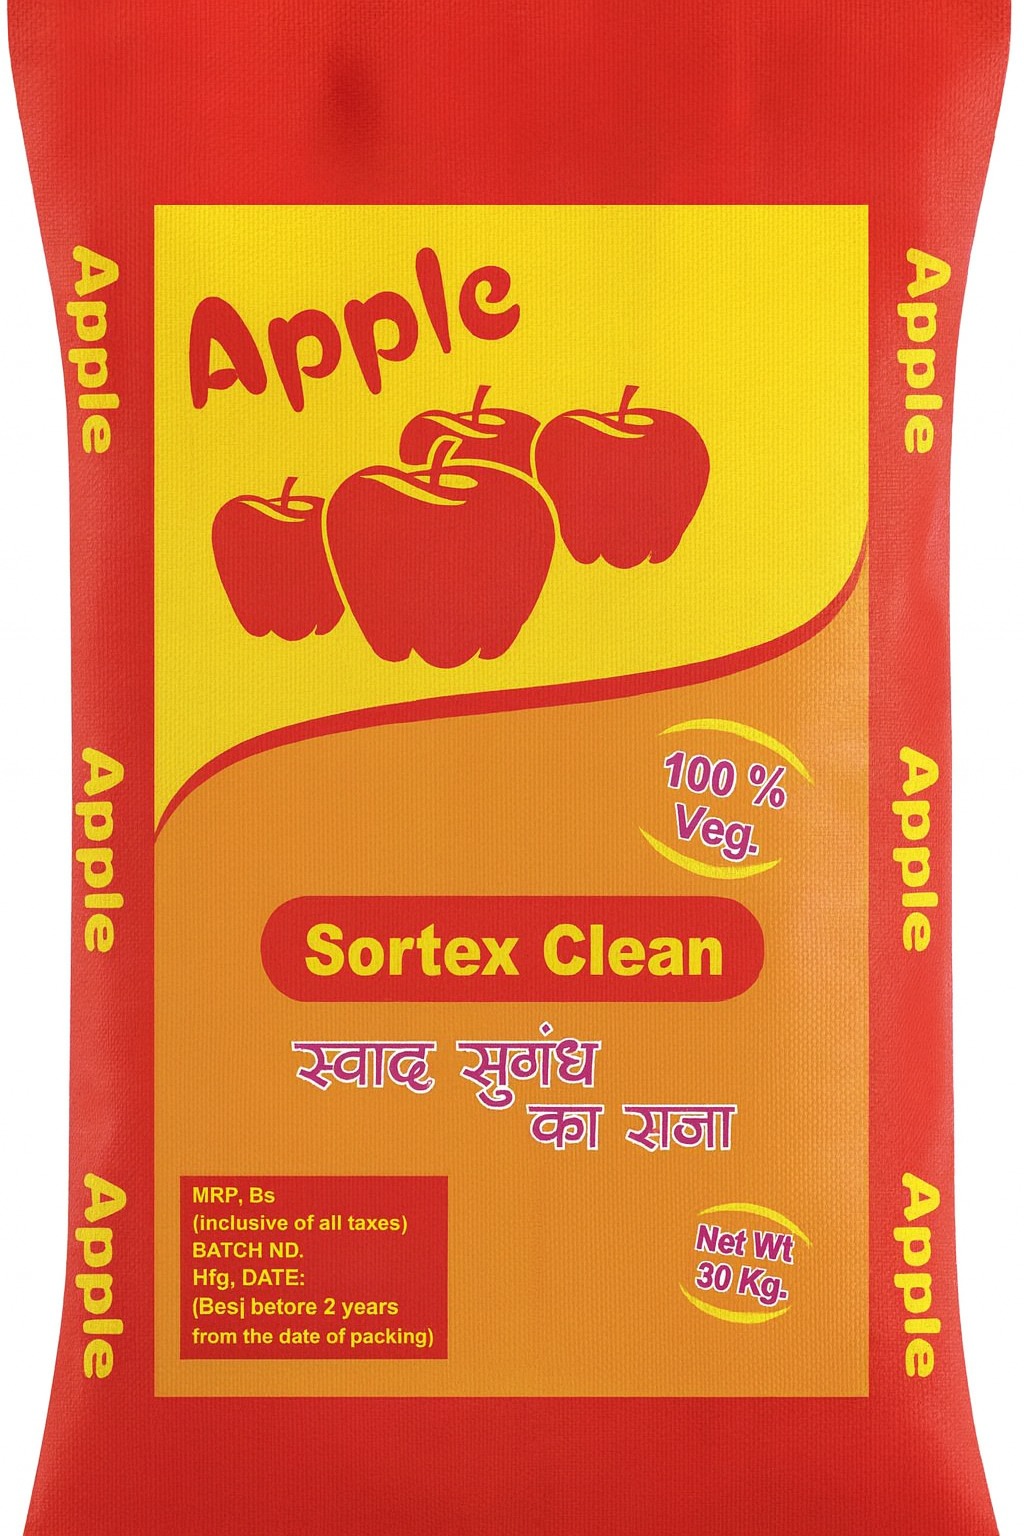 Apple
100 %
Veg.
Sortex Clean
स्वाद सुगंध
का राजा
MRP, Bs
(inclusive of all taxes)
BATCH ND.
Hfg, DATE:
(Besj betore 2 years
from the date of packing)
Net Wt
30 Kg.
Apple
Apple
Apple
Apple
Apple
Apple